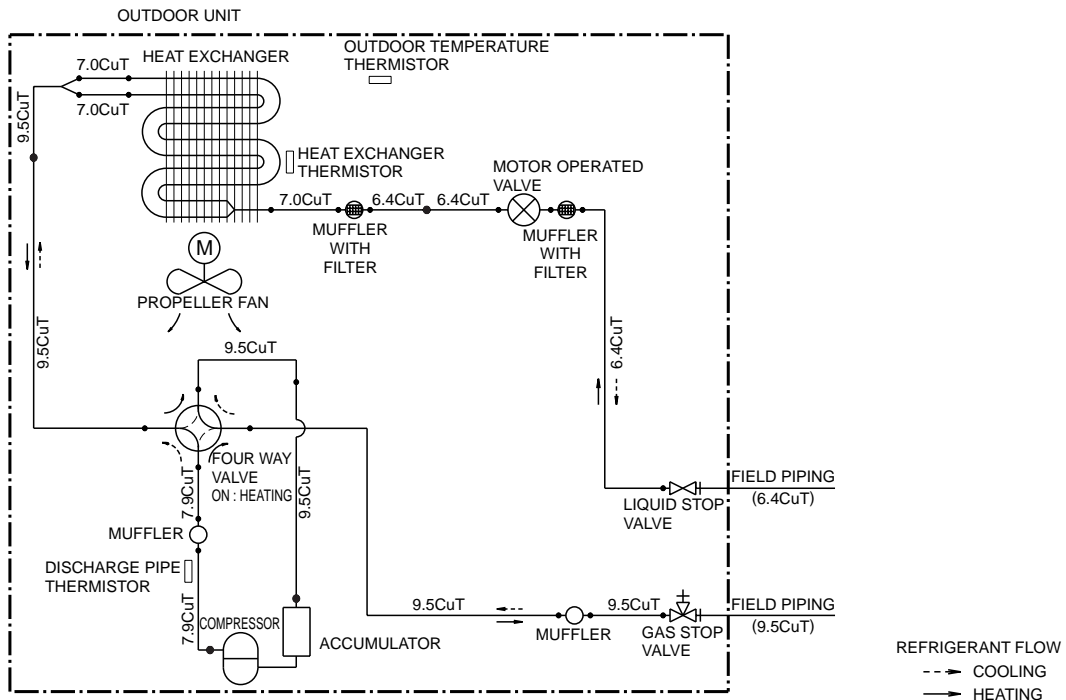 OUTDOOR UNIT
HEAT EXCHANGER
OUTDOOR TEMPERATURE
THERMISTOR
7.0CuT
7.0CuT
9.5CuT
HEAT EXCHANGER
THERMISTOR
MOTOR OPERATED
VALVE
7.0CuT
6.4CuT
6.4CuT
MUFFLER
WITH
FILTER
MUFFLER
WITH
FILTER
M
PROPELLER FAN
9.5CuT
9.5CuT
6.4CuT
FOUR WAY
VALVE
ON : HEATING
7.9CuT
9.5CuT
FIELD PIPING
(6.4CuT)
LIQUID STOP
VALVE
MUFFLER
DISCHARGE PIPE
THERMISTOR
7.9CuT
COMPRESSOR
ACCUMULATOR
9.5CuT
9.5CuT
MUFFLER
GAS STOP
VALVE
FIELD PIPING
(9.5CuT)
REFRIGERANT FLOW
COOLING
HEATING